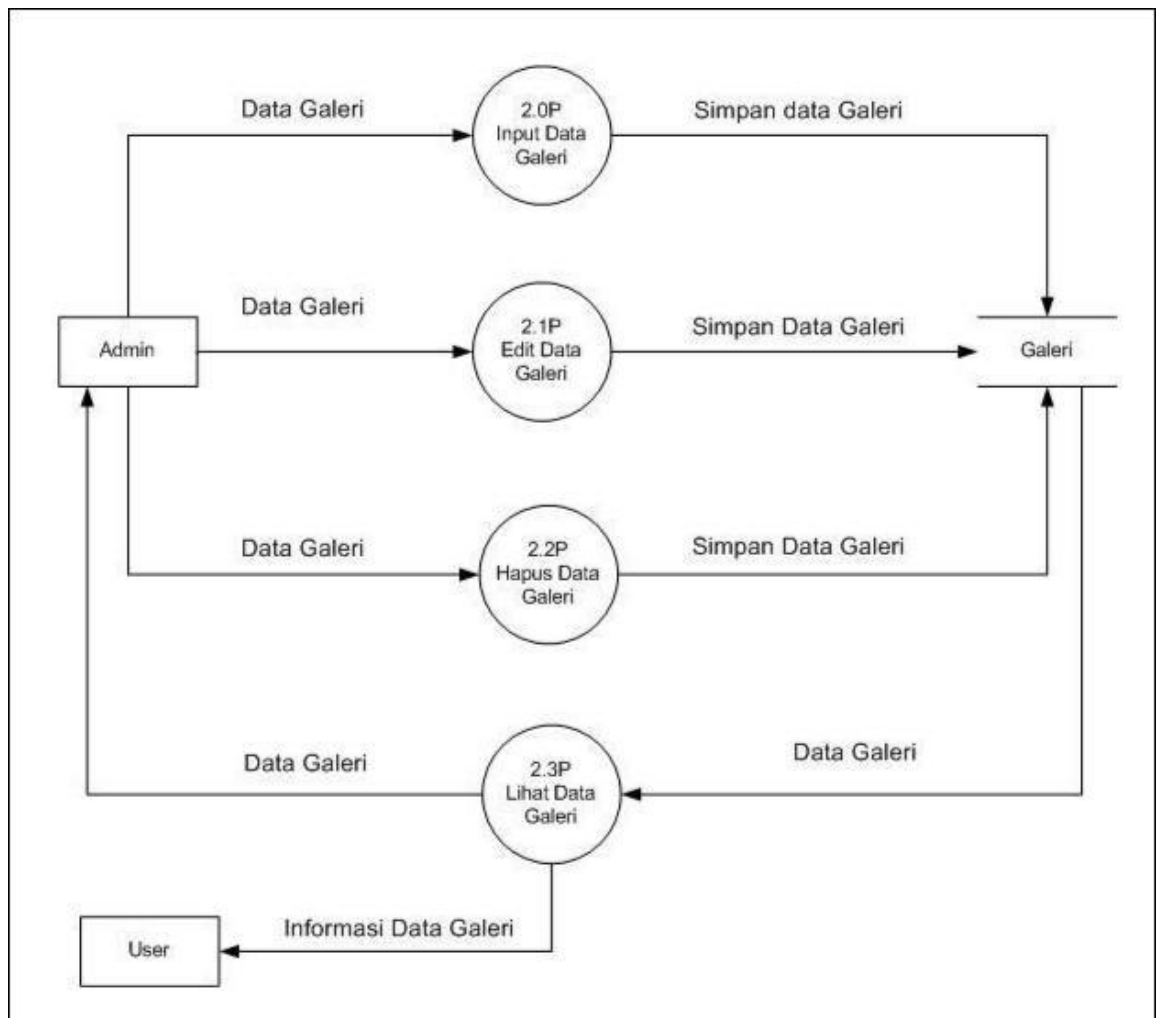 Data Galeri
2.0P
Input Data
Galeri
Simpan data Galeri
Data Galeri
2.1P
Edit Data
Galeri
Simpan Data Galeri
Admin
Galeri
Data Galeri
2.2P
Hapus Data
Galeri
Simpan Data Galeri
Data Galeri
2.3P
Lihat Data
Galeri
Data Galeri
Informasi Data Galeri
User